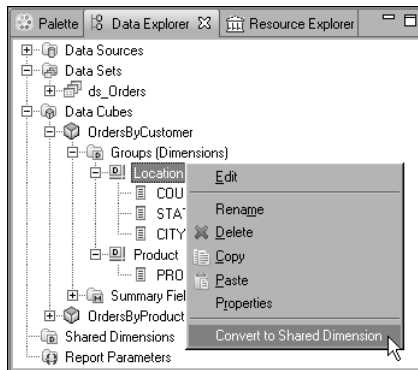 Palette Data Explorer Resource Explorer
Data Sources
Data Sets
ds_Orders
Data Cubes
OrdersByCustomer
Groups (Dimensions)
Location
Edit
COU
Rename
STA
Delete
CITY
Copy
Product
Paste
PRO
Properties
Summary Fiel
OrdersByProduct
Convert to Shared Dimension
Shared Dimensions
Report Parameters